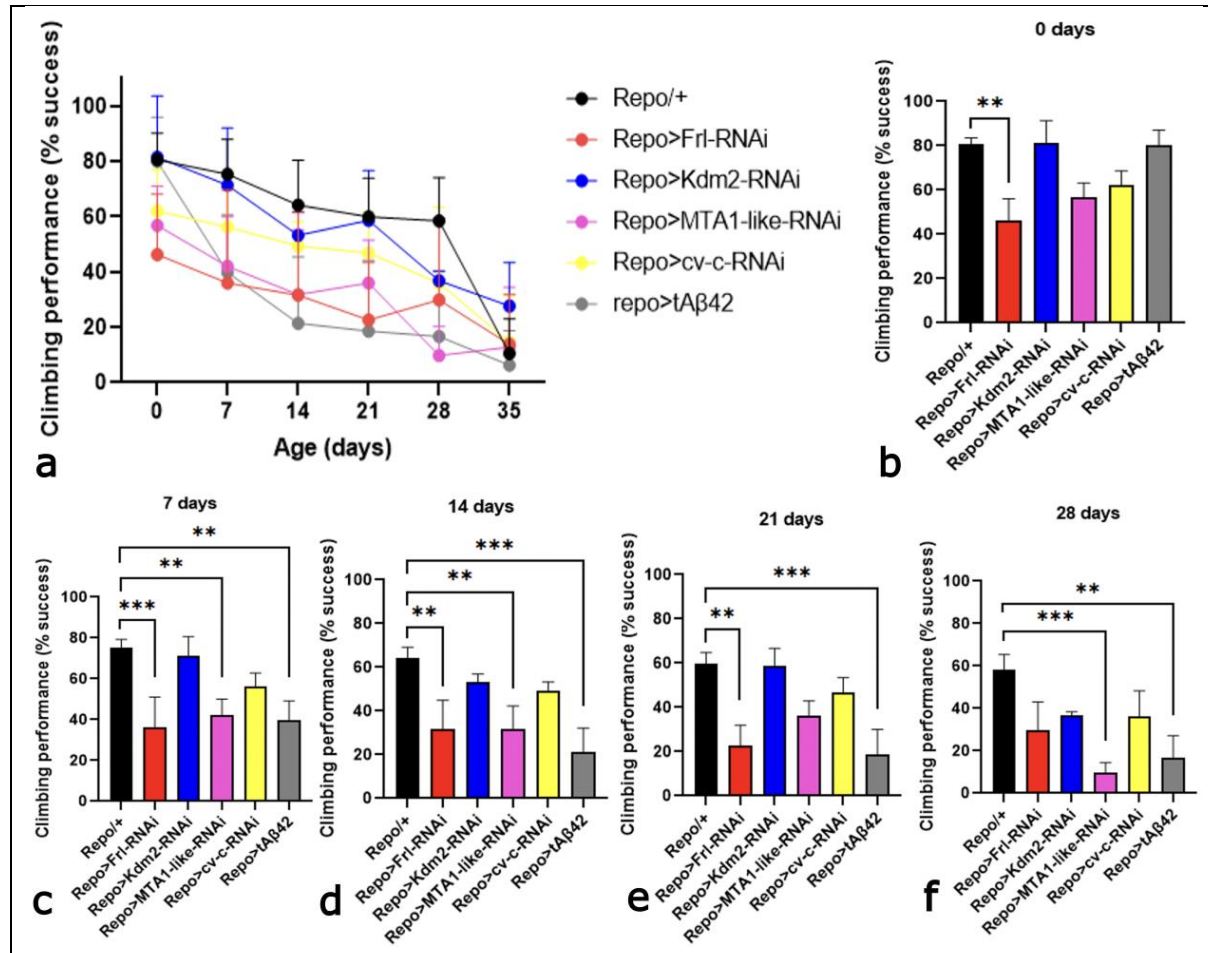 Climbing performance (% success)
100
80
60
40
20
0
0 7 14 21 28 35
Age (days)
Repo/+
Repo>Frl-RNAi
Repo>Kdm2-RNAi
Repo>MTA1-like-RNAi
Repo>cv-c-RNAi
repo>tAβ42
a
0 days
**
Climbing performance (% success)
100
80
60
40
20
0
Repo/+
Repo>Frl-RNAi
Repo>Kdm2-RNAi
Repo>MTA1-like-RNAi
Repo>cv-c-RNAi
Repo>tAβ42
b
7 days
**
**
***
Climbing performance (% success)
100
80
60
40
20
0
Repo/+
Repo>Frl-RNAi
Repo>Kdm2-RNAi
Repo>MTA1-like-RNAi
Repo>cv-c-RNAi
Repo>tAβ42
c
14 days
***
**
**
Climbing performance (% success)
100
80
60
40
20
0
Repo/+
Repo>Frl-RNAi
Repo>Kdm2-RNAi
Repo>MTA1-like-RNAi
Repo>cv-c-RNAi
Repo>tAβ42
d
21 days
***
**
Climbing performance (% success)
100
80
60
40
20
0
Repo/+
Repo>Frl-RNAi
Repo>Kdm2-RNAi
Repo>MTA1-like-RNAi
Repo>cv-c-RNAi
Repo>tAβ42
e
28 days
**
***
Climbing performance (% success)
100
80
60
40
20
0
Repo/+
Repo>Frl-RNAi
Repo>Kdm2-RNAi
Repo>MTA1-like-RNAi
Repo>cv-c-RNAi
Repo>tAβ42
f